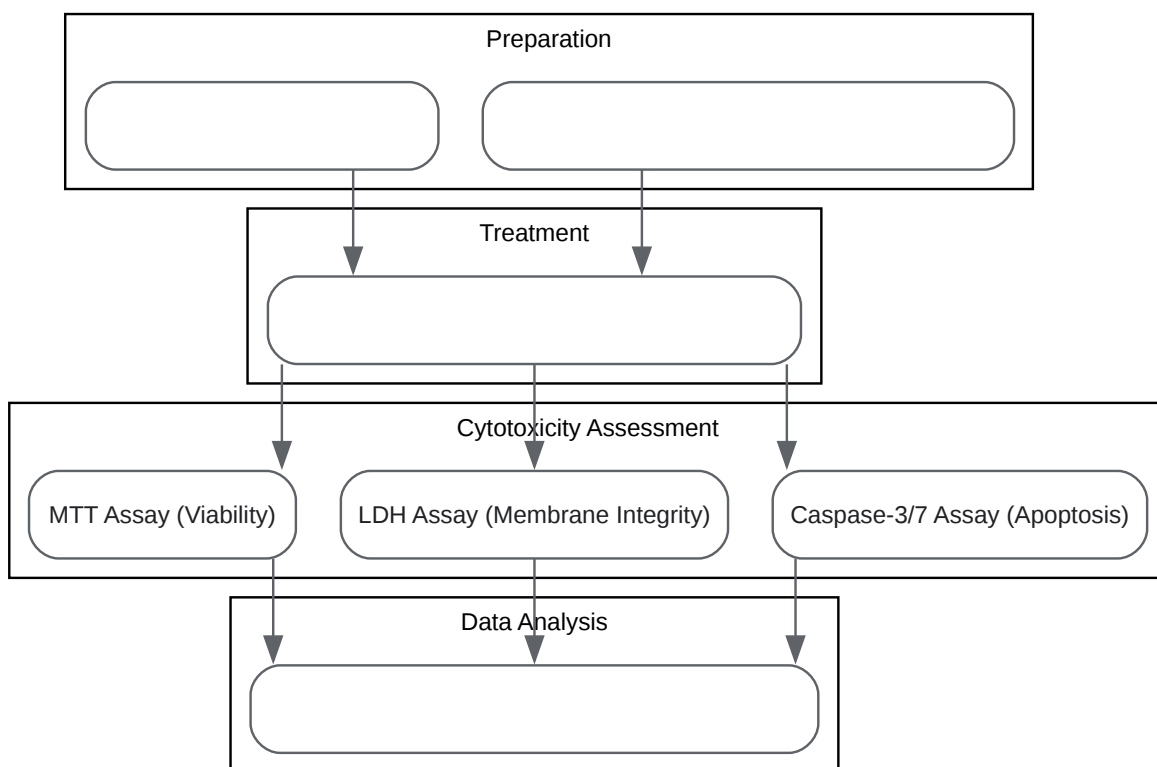 Preparation
Treatment
Cytotoxicity Assessment
MTT Assay (Viability)
LDH Assay (Membrane Integrity)
Caspase-3/7 Assay (Apoptosis)
Data Analysis